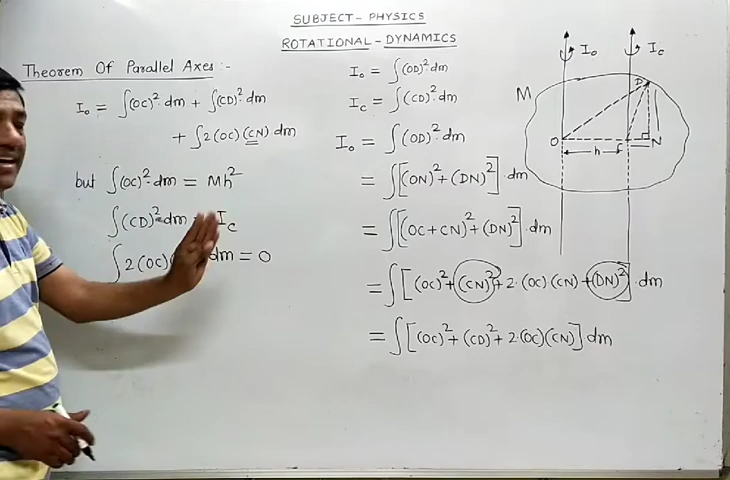 SUBJECT- PHYSICS
ROTATIONAL - DYNAMICS
Theorem Of Parallel Axes :-
I₀ = ∫(OC)²·dm + ∫(CD)²·dm
+ ∫2(OC)(CN)dm
but ∫(OC)²·dm = Mh²
∫(CD)²·dm I_C
∫2(OC) dm = 0
I₀ = ∫(OD)²·dm
I_C = ∫(CD)²·dm
I₀ = ∫(OD)²·dm
= ∫[(ON)² + (DN)²] dm
= ∫[(OC + CN)² + (DN)²]·dm
= ∫[(OC)² + (CN)² + 2·(OC)(CN) + (DN)²]·dm
= ∫[(OC)² + (CD)² + 2·(OC)(CN)] dm
I₀ I_C
M D
O C N
h